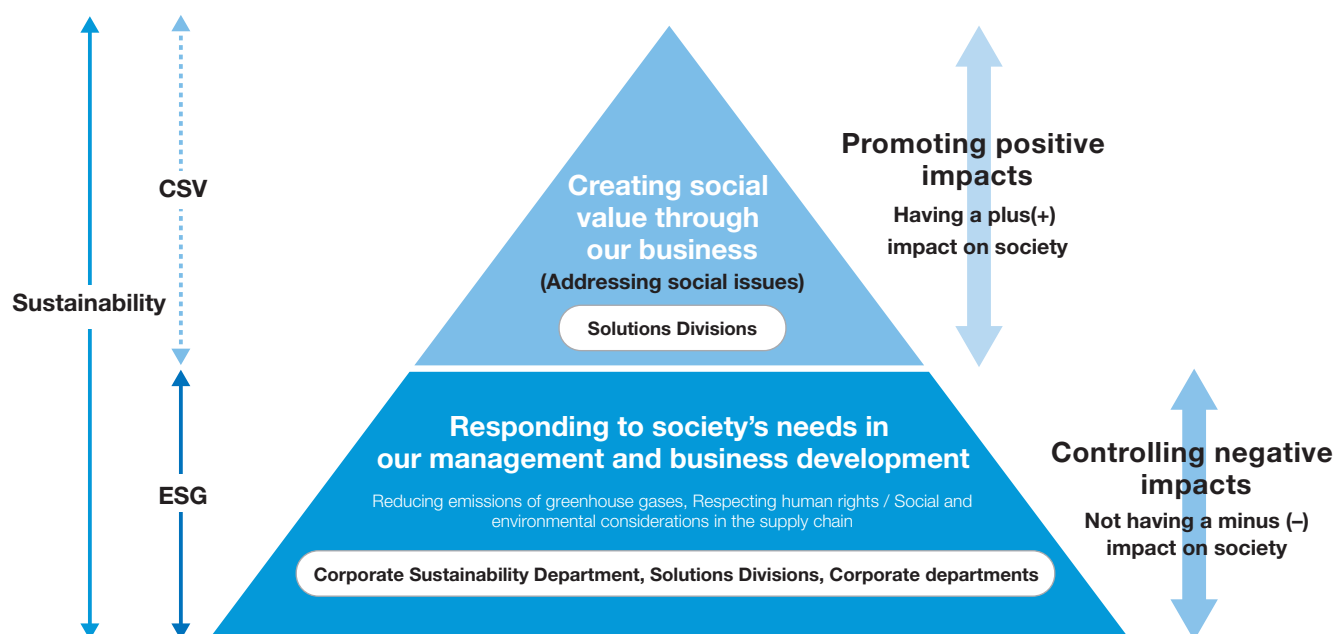 Sustainability
CSV
ESG
Creating social
value through
our business
(Addressing social issues)
Solutions Divisions
Promoting positive
impacts
Having a plus(+)
impact on society
Responding to society’s needs in
our management and business development
Reducing emissions of greenhouse gases, Respecting human rights / Social and
environmental considerations in the supply chain
Corporate Sustainability Department, Solutions Divisions, Corporate departments
Controlling negative
impacts
Not having a minus (–)
impact on society